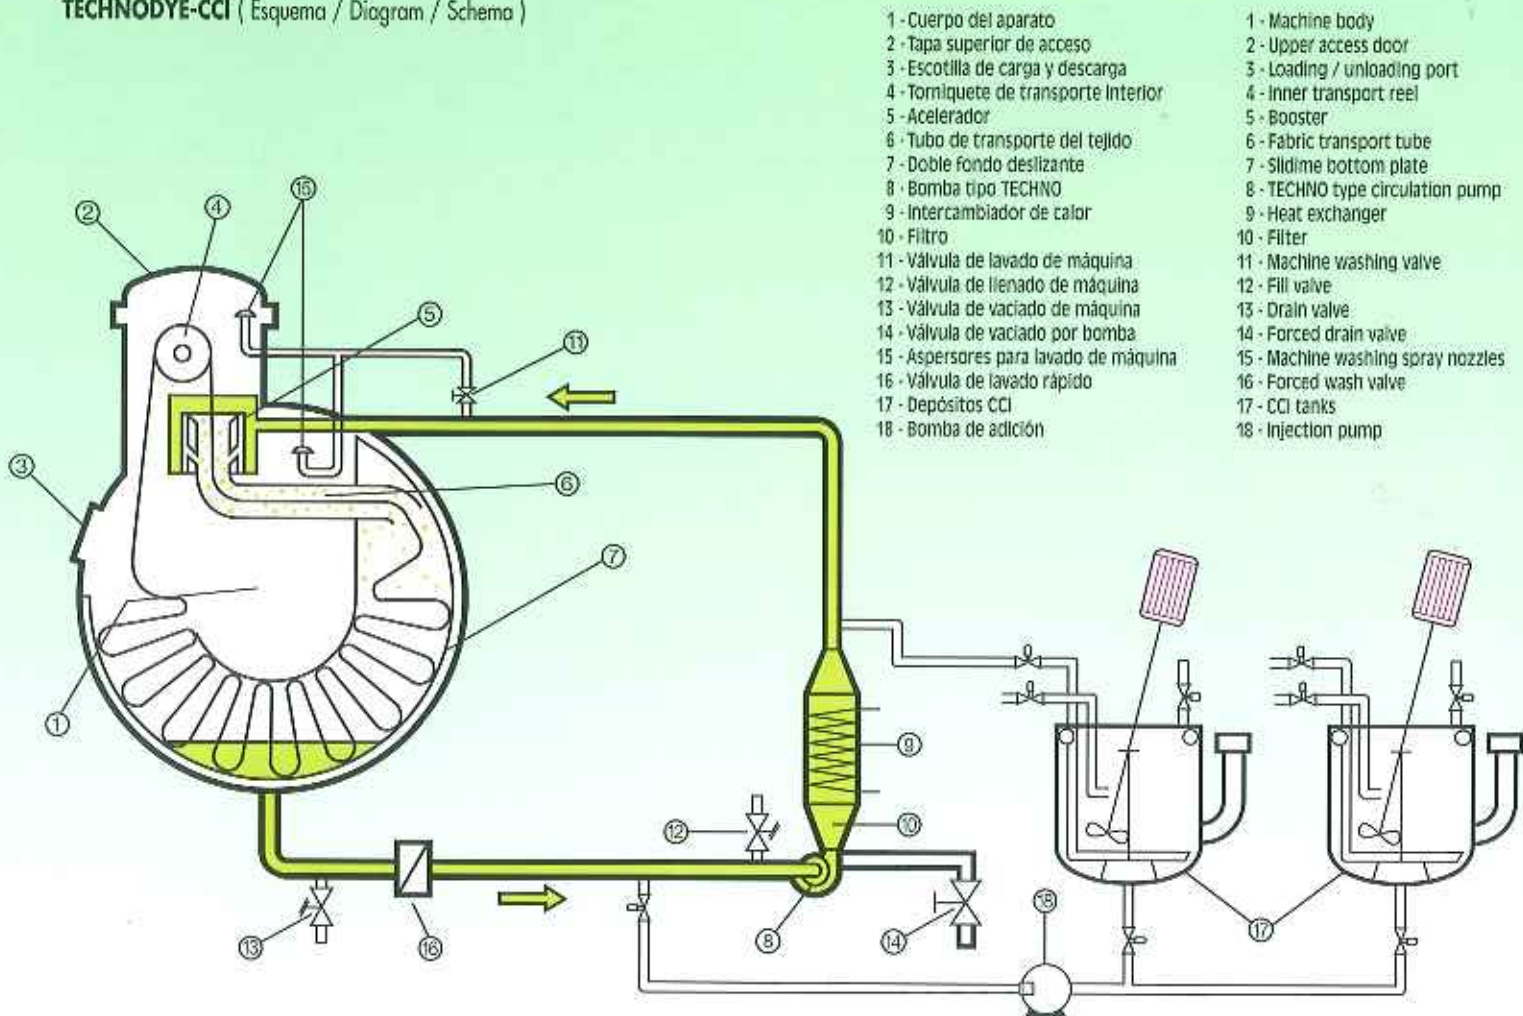 TECHNODYE-CCI ( Esquema / Diagram / Schema )
1 - Cuerpo del aparato
2 - Tapa superior de acceso
3 - Escotilla de carga y descarga
4 - Torniquete de transporte interior
5 - Acelerador
6 - Tubo de transporte del tejido
7 - Doble fondo deslizante
8 - Bomba tipo TECHNO
9 - Intercambiador de calor
10 - Filtro
11 - Válvula de lavado de máquina
12 - Válvula de llenado de máquina
13 - Válvula de vaciado de máquina
14 - Válvula de vaciado por bomba
15 - Aspersores para lavado de máquina
16 - Válvula de lavado rápido
17 - Depósitos CCI
18 - Bomba de adición
1 - Machine body
2 - Upper access door
3 - Loading / unloading port
4 - Inner transport reel
5 - Booster
6 - Fabric transport tube
7 - Slidime bottom plate
8 - TECHNO type circulation pump
9 - Heat exchanger
10 - Filter
11 - Machine washing valve
12 - Fill valve
13 - Drain valve
14 - Forced drain valve
15 - Machine washing spray nozzles
16 - Forced wash valve
17 - CCI tanks
18 - Injection pump
15
2
4
5
11
3
6
7
1
9
12
10
18
13
16
8
14
17